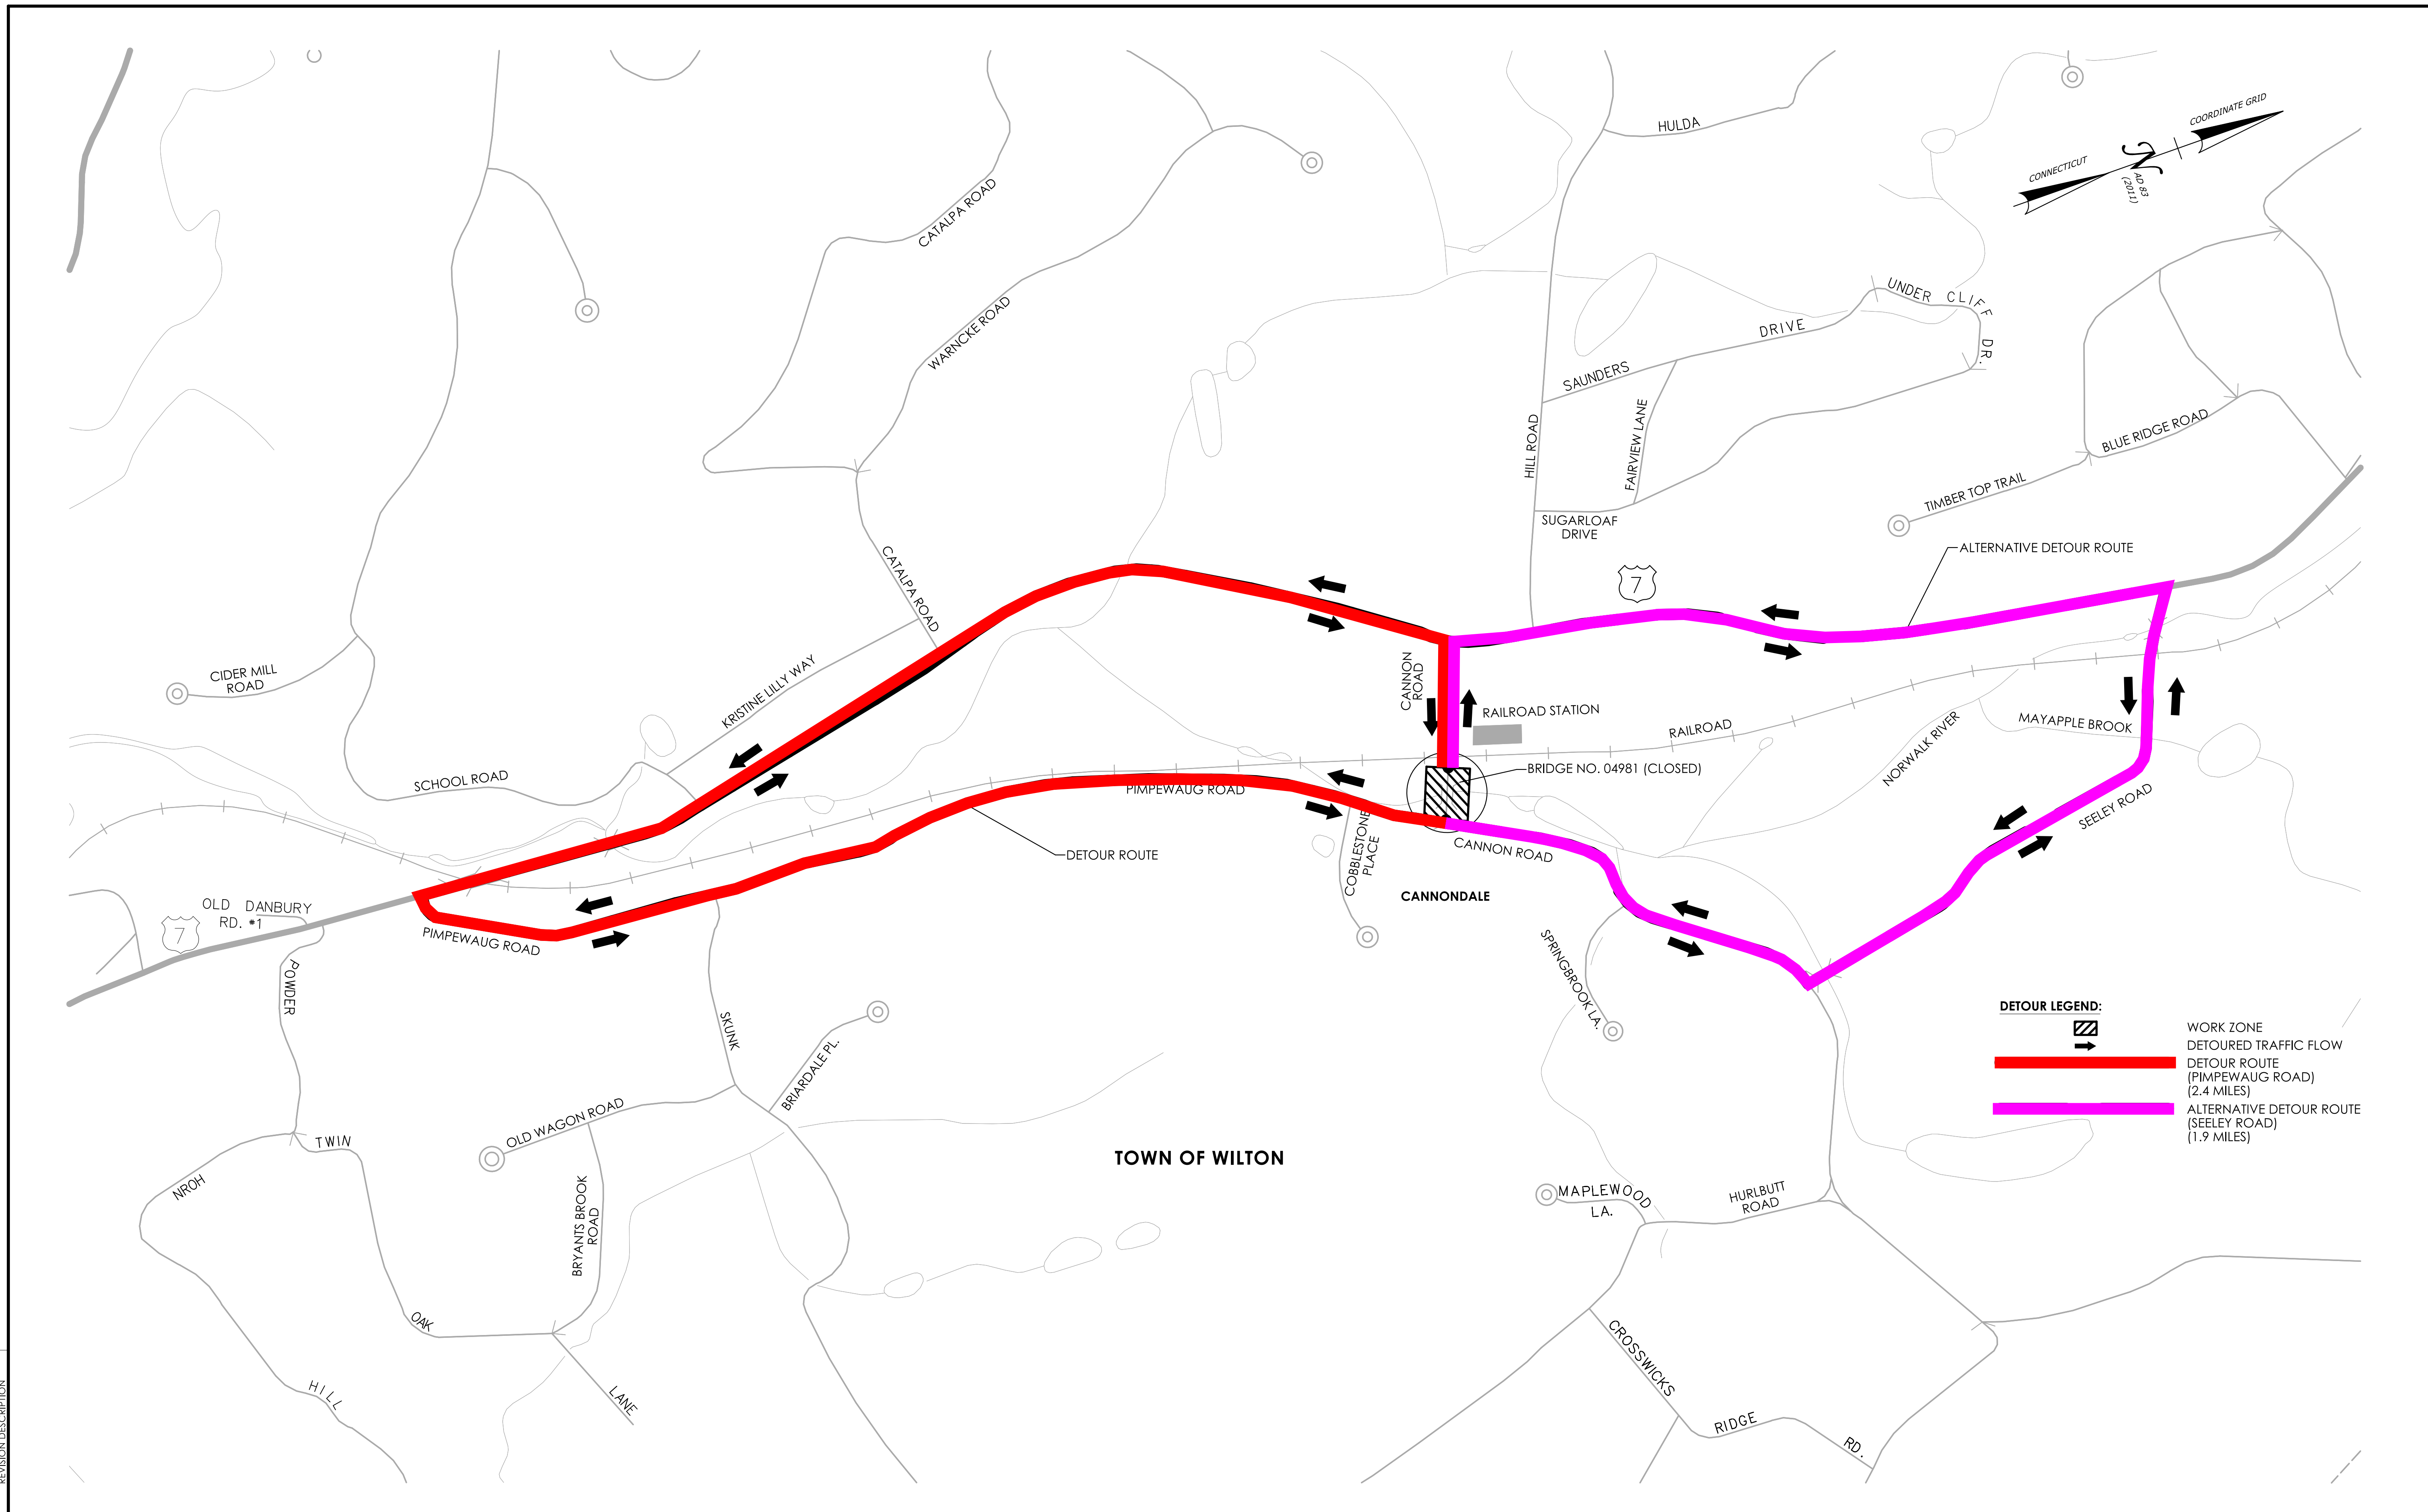 HULDA
COORDINATE GRID
CONNECTICUT
N
AD 83
(2011)
CATALPA ROAD
WARNCKE ROAD
UNDER CLIFF DR.
SAUNDERS DRIVE
FAIRVIEW LANE
HILL ROAD
BLUE RIDGE ROAD
TIMBER TOP TRAIL
SUGARLOAF
DRIVE
ALTERNATIVE DETOUR ROUTE
7
CATALPA ROAD
CIDER MILL
ROAD
KRISTINE LILLY WAY
CANNON
ROAD
RAILROAD STATION
RAILROAD
MAYAPPLE BROOK
NORWALK RIVER
SCHOOL ROAD
BRIDGE NO. 04981 (CLOSED)
PIMPEWAUG ROAD
SEELEY ROAD
DETOUR ROUTE
COBBLESTONE
PLACE
CANNON ROAD
CANNONDALE
OLD DANBURY
RD. #1
7
PIMPEWAUG ROAD
POWDER
SPRINGBROOK LA.
SKUNK
BRIARDALE PL.
OLD WAGON ROAD
TWIN
NROH
BRYANTS BROOK
ROAD
TOWN OF WILTON
OAK
HILL
LANE
MAPLEWOOD
LA.
HURLBUTT
ROAD
CROSSWICKS
RIDGE
RD.
DETOUR LEGEND:
WORK ZONE
DETOURED TRAFFIC FLOW
DETOUR ROUTE
(PIMPEWAUG ROAD)
(2.4 MILES)
ALTERNATIVE DETOUR ROUTE
(SEELEY ROAD)
(1.9 MILES)
REVISION DESCRIPTION